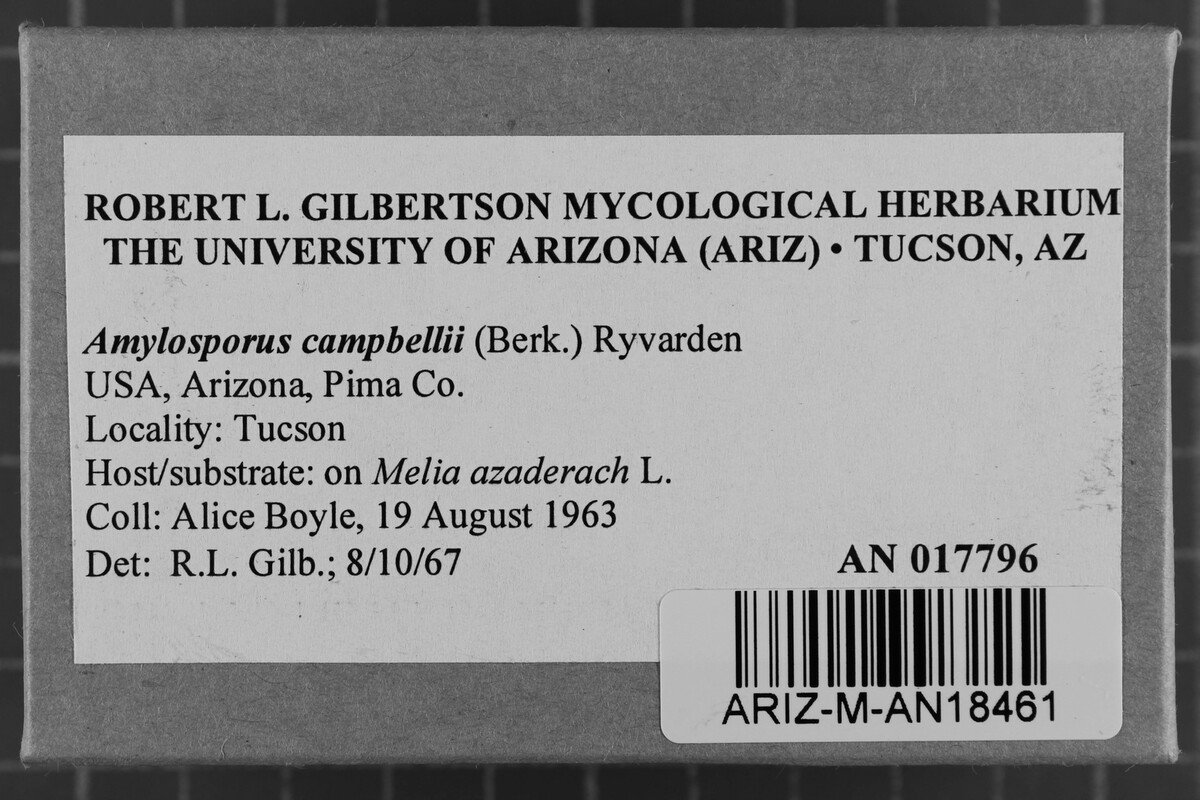 ROBERT L. GILBERTSON MYCOLOGICAL HERBARIUM
THE UNIVERSITY OF ARIZONA (ARIZ) • TUCSON, AZ
Amylosporus campbellii (Berk.) Ryvarden
USA, Arizona, Pima Co.
Locality: Tucson
Host/substrate: on Melia azaderach L.
Coll: Alice Boyle, 19 August 1963
Det: R.L. Gilb.; 8/10/67
AN 017796
ARIZ-M-AN18461